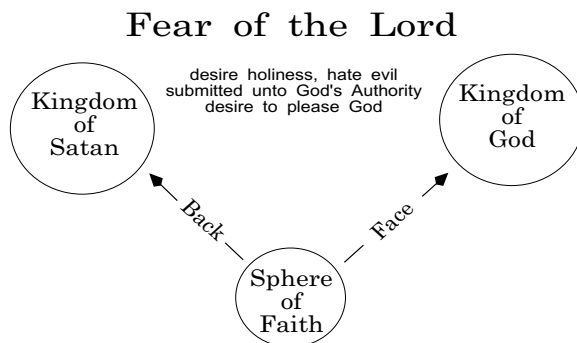 Fear of the Lord
desire holiness, hate evil
submitted unto God's Authority
desire to please God
Kingdom
of
Satan
Kingdom
of
God
Back
Face
Sphere
of
Faith